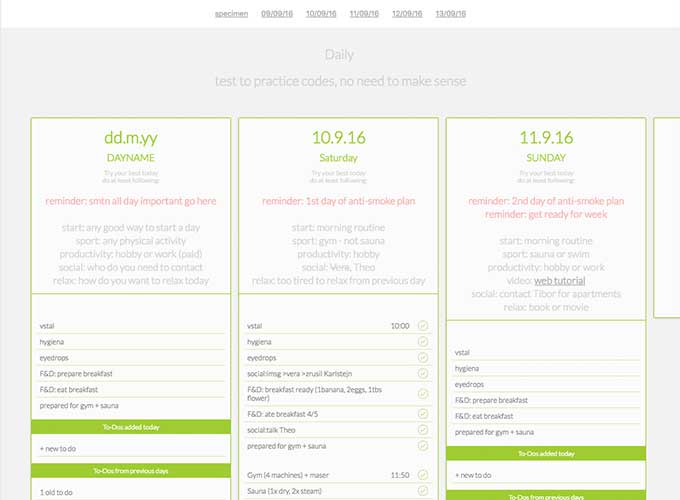 specimen 09/09/16 10/09/16 11/09/16 12/09/16 13/09/16
Daily
test to practice codes, no need to make sense
dd.m.yy
DAYNAME
Try your best today
do at least following:
reminder: smtn all day important go here
start: any good way to start a day
sport: any physical activity
productivity: hobby or work (paid)
social: who do you need to contact
relax: how do you want to relax today
vstal
hygiena
eyedrops
F&D: prepare breakfast
F&D: eat breakfast
prepared for gym + sauna
To-Dos added today
+ new to do
To-Dos from previous days
1 old to do
10.9.16
Saturday
Try your best today
do at least following:
reminder: 1st day of anti-smoke plan
start: morning routine
sport: gym - not sauna
productivity: hobby
social: Vera, Theo
relax: too tired to relax from previous day
vstal 10:00
hygiena
eyedrops
social:imsg >vera >zrusil Karlstejn
F&D: breakfast ready (1banana, 2eggs, 1tbs
flower)
F&D: ate breakfast 4/5
social:talk Theo
prepared for gym + sauna
Gym (4 machines) + maser 11:50
Sauna (1x dry, 2x steam)
11.9.16
SUNDAY
Try your best today
do at least following:
reminder: 2nd day of anti-smoke plan
reminder: get ready for week
start: morning routine
sport: sauna or swim
productivity: hobby or work
video: web tutorial
social: contact Tibor for apartments
relax: book or movie
vstal
hygiena
eyedrops
F&D: prepare breakfast
F&D: eat breakfast
prepared for gym + sauna
To-Dos added today
+ new to do
To-Dos from previous days